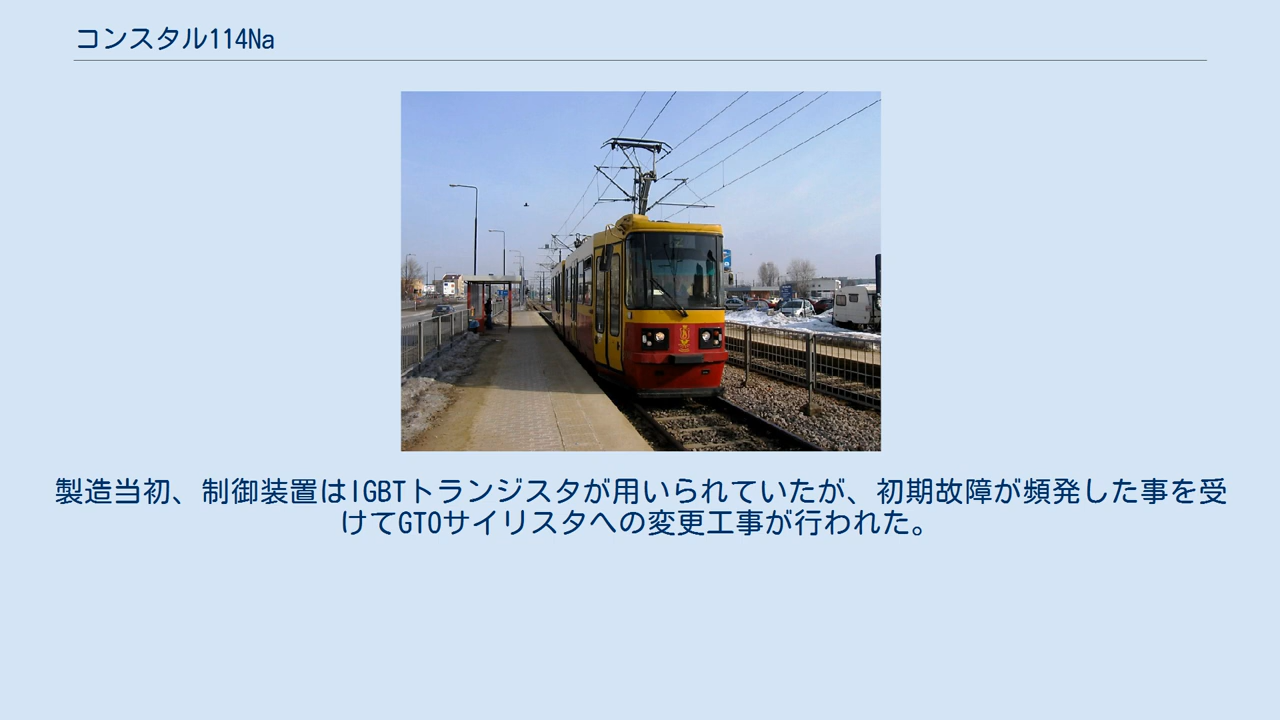 コンスタル114Na
製造当初、制御装置はIGBTトランジスタが用いられていたが、初期故障が頻発した事を受
けてGTOサイリスタへの変更工事が行われた。